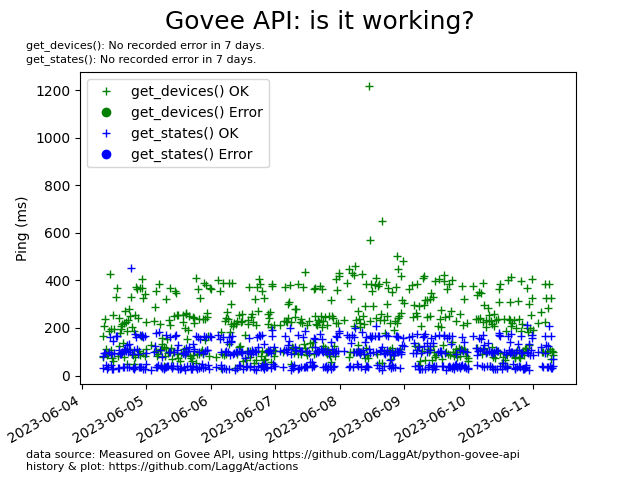 Govee API: is it working?
get_devices(): No recorded error in 7 days.
get_states(): No recorded error in 7 days.
get_devices() OK
get_devices() Error
get_states() OK
get_states() Error
Ping (ms)
1200
1000
800
600
400
200
0
2023-06-04
2023-06-05
2023-06-06
2023-06-07
2023-06-08
2023-06-09
2023-06-10
2023-06-11
data source: Measured on Govee API, using https://github.com/LaggAt/python-govee-api
history & plot: https://github.com/LaggAt/actions